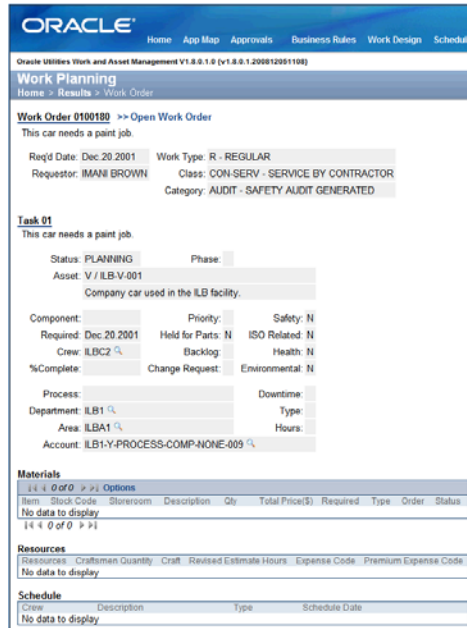 ORACLE
Home App Map Approvals Business Rules Work Design Schedul
Oracle Utilities Work and Asset Management V1.8.0.1.0 (v1.8.0.1.200812051108)
Work Planning
Home > Results > Work Order
Work Order 0100180 >> Open Work Order
This car needs a paint job.
Req'd Date: Dec.20.2001 Work Type: R - REGULAR
Requestor: IMANI BROWN Class: CON-SERV - SERVICE BY CONTRACTOR
Category: AUDIT - SAFETY AUDIT GENERATED
Task 01
This car needs a paint job.
Status: PLANNING Phase:
Asset: V / ILB-V-001
Company car used in the ILB facility.
Component: Priority: Safety: N
Required: Dec.20.2001 Held for Parts: N ISO Related: N
Crew: ILBC2 Backlog: Health: N
%Complete: Change Request: Environmental: N
Process: Downtime:
Department: ILB1 Type:
Area: ILBA1 Hours:
Account: ILB1-Y-PROCESS-COMP-NONE-009
Materials
0 of 0 Options
Item Stock Code Storeroom Description Qty Total Price($) Required Type Order Status
No data to display
0 of 0
Resources
Resources Craftsmen Quantity Craft Revised Estimate Hours Expense Code Premium Expense Code
No data to display
Schedule
Crew Description Type Schedule Date
No data to display